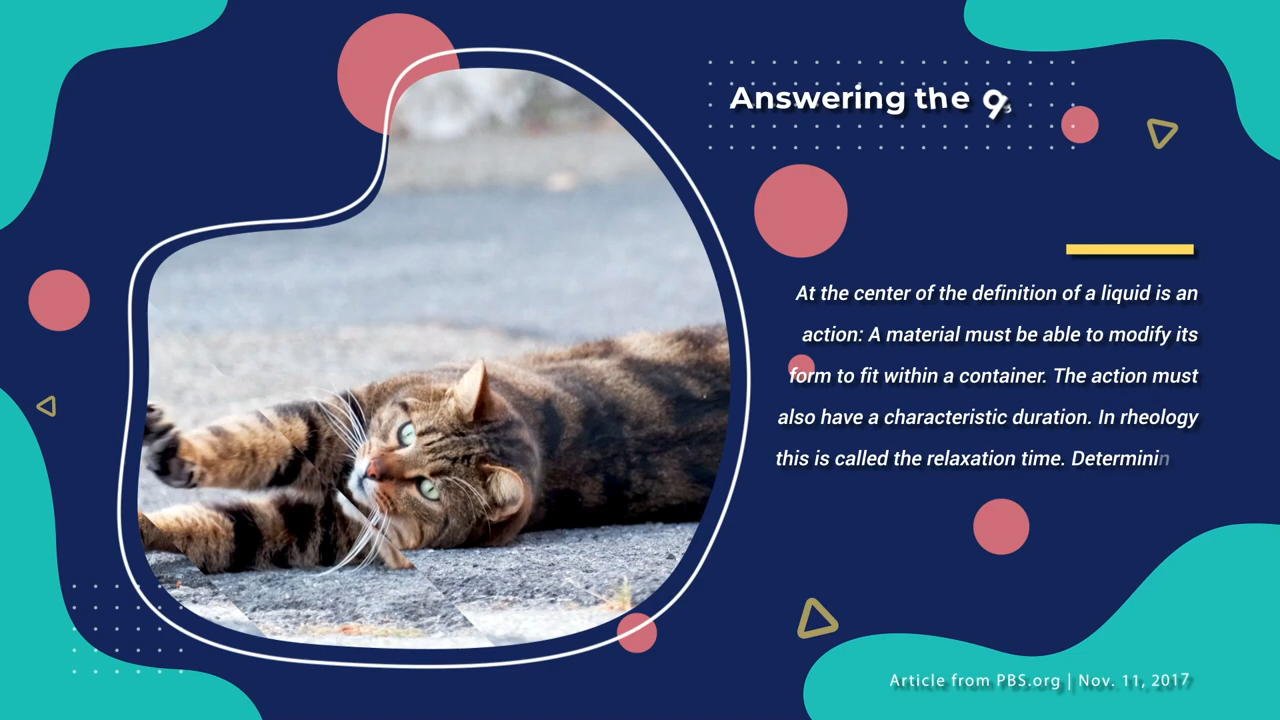 Answering the
At the center of the definition of a liquid is an
action: A material must be able to modify its
form to fit within a container. The action must
also have a characteristic duration. In rheology
this is called the relaxation time. Determinin
Article from PBS.org | Nov. 11, 2017